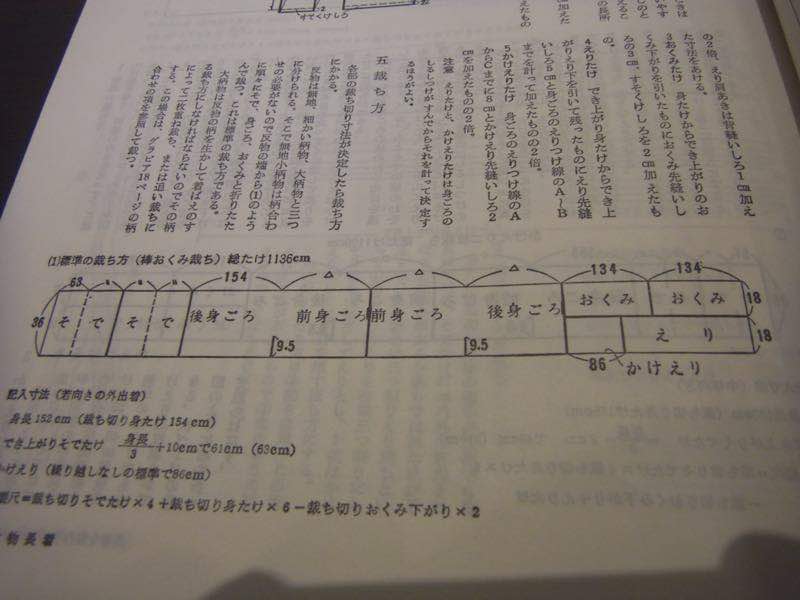 すでくけしろ
の2倍、えり肩あきは背縫いしろ1cm加え
た寸法をあける。
3おくみたけ 身たけからでき上がりのお
くみ下がりを引いたものにおくみ先縫いし
ろの3cm、すそくけしろを2cm加えたも
の。
4えりたけ でき上がり身たけからでき上
がりえり下を引いて残ったものにえり先縫
いしろ5cmと身ごろのえりつけ線のA〜B
までを計って加えたものの2倍。
5かけえりたけ 身ごろのえりつけ線のA
からCまでに8cmとかけえり先縫いしろ2
cmを加えたものの2倍。
注意 えりたけと、かけえりたけは身ごろの
しるしつけがすんでからそれを計って決定す
るほうがよい。
五 裁ち方
各部の裁ち切り寸法が決定したら裁ち方
にかかる。
反物は無地、細かい柄物、大柄物と三つ
に分けられる。そこで無地小柄物は柄合わ
せの必要がないので反物の端から(1)のよう
に順々にそで、身ごろ、おくみと折りたた
んで裁つ。これは標準の裁ち方である。
大柄物は反物の柄を生かして着ばえのす
る裁ち方にしなければならないのでその柄
によって二枚重ね裁ち、または追い裁ちに
する。この場合は、グラビア18ページの柄
合わせの項を参照して裁つ。
(1)標準の裁ち方(棒おくみ裁ち)総たけ1136cm
63 〃 〃 〃 154 △ △ △ 134 134
36 そで そで 後身ごろ 前身ごろ 前身ごろ 後身ごろ おくみ おくみ 18
9.5 9.5 えり 18
86 かけえり
記入寸法(若向きの外出着)
身長152cm(裁ち切り身たけ154cm)
でき上がりそでたけ 身長/3+10cmで61cm(63cm)
かけえり(繰り越しなしの標準で86cm)
要尺=裁ち切りそでたけ×4+裁ち切り身たけ×6−裁ち切りおくみ下がり×2
物長着